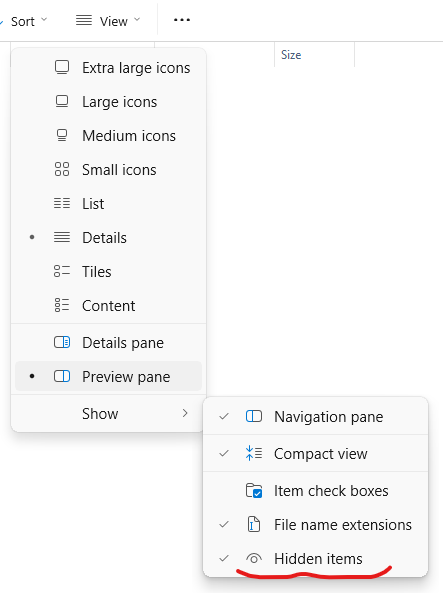 Sort View ...
Size
Extra large icons
Large icons
Medium icons
Small icons
List
Details
Tiles
Content
Details pane
Preview pane
Show
Navigation pane
Compact view
Item check boxes
File name extensions
Hidden items